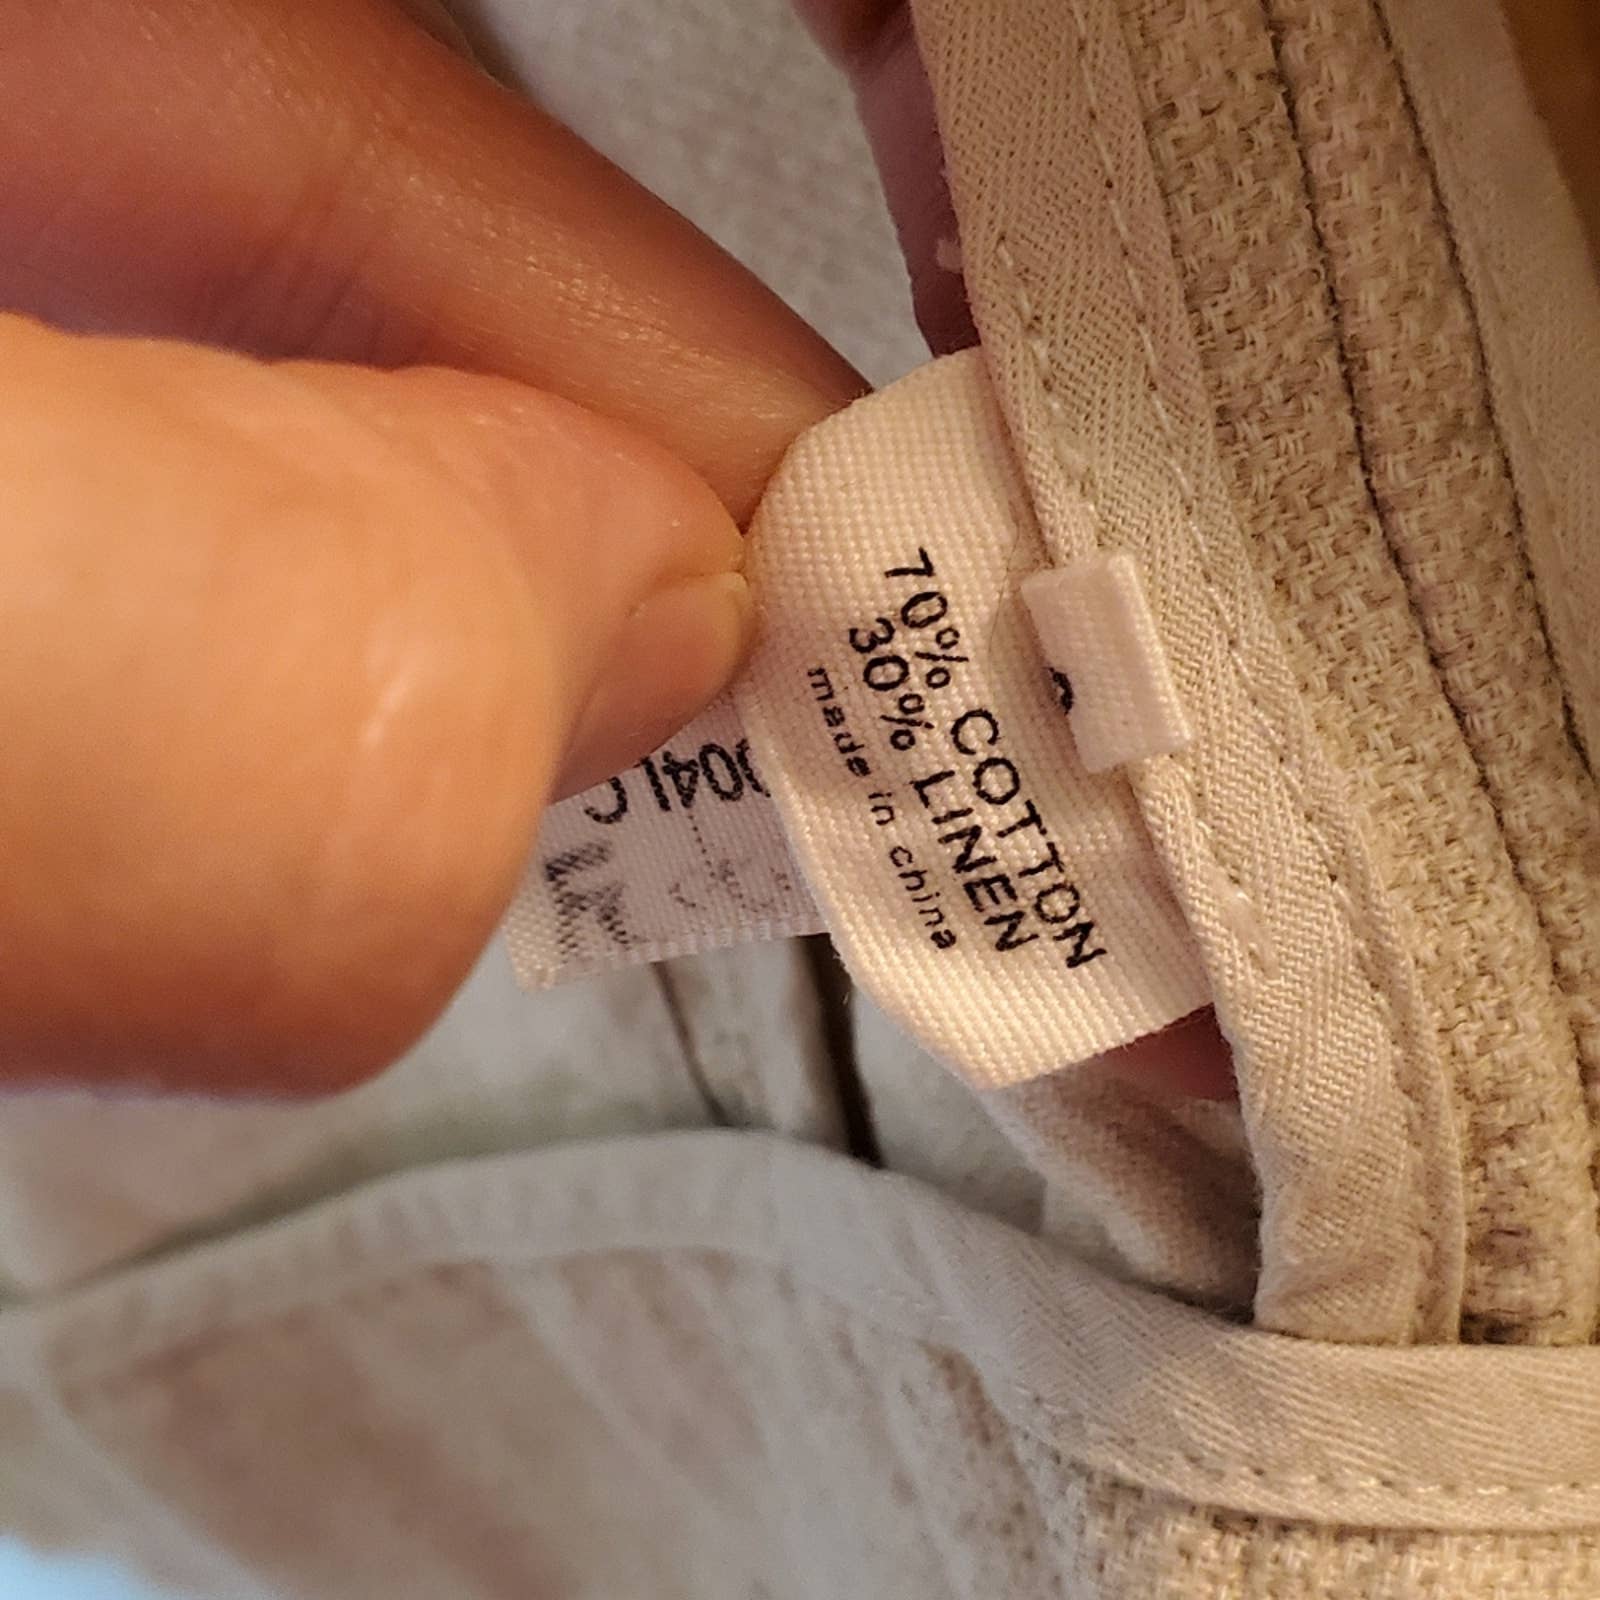 70% COTTON
30% LINEN
made in china